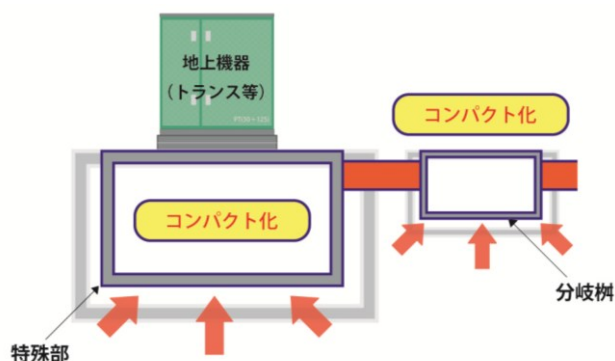 地上機器
(トランス等)
コンパクト化
コンパクト化
分岐桝
特殊部